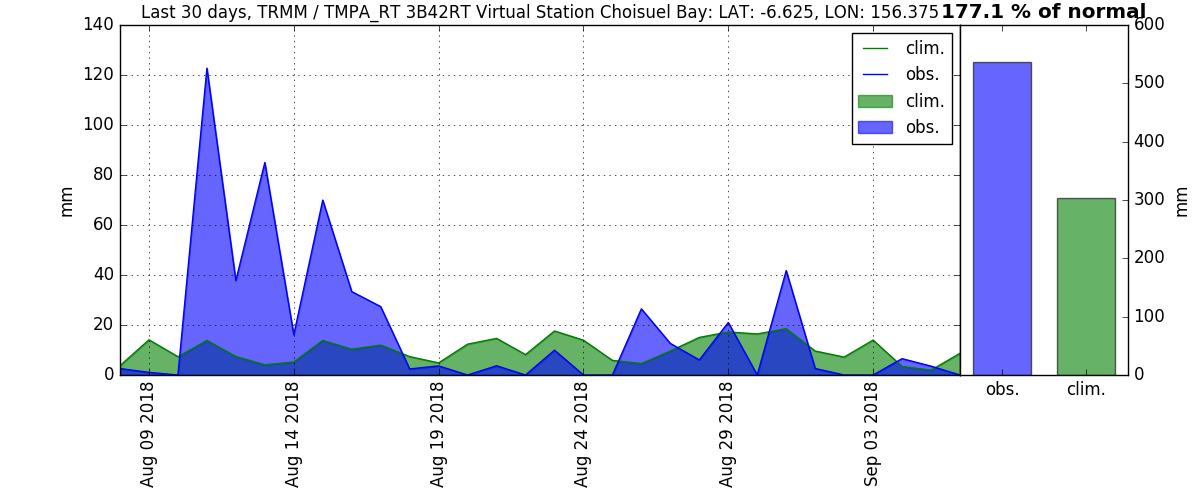 Last 30 days, TRMM / TMPA_RT 3B42RT Virtual Station Choisuel Bay: LAT: -6.625, LON: 156.375 177.1 % of normal
140
120
100
80
60
40
20
0
mm
clim.
obs.
clim.
obs.
600
500
400
300
200
100
0
mm
obs.
clim.
Aug 09 2018
Aug 14 2018
Aug 19 2018
Aug 24 2018
Aug 29 2018
Sep 03 2018